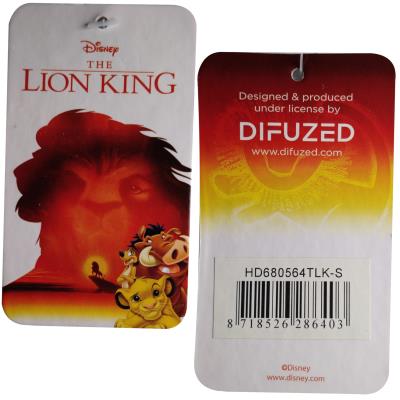 Disney
THE
LION KING
Designed & produced
under license by
DIFUZED
www.difuzed.com
HD680564TLK-S
8 718526 286403
©Disney
www.disney.com